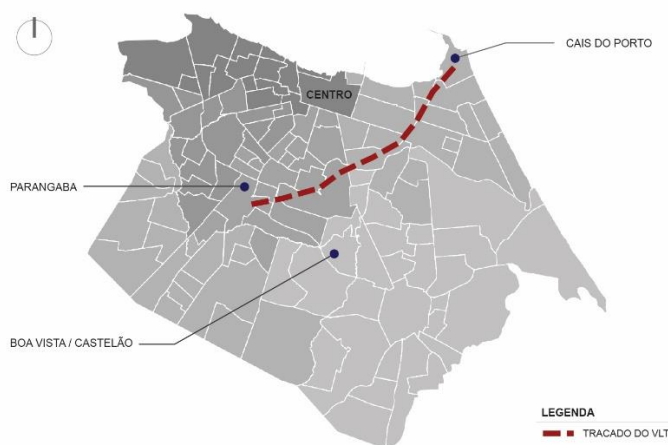 CAIS DO PORTO
CENTRO
PARANGABA
BOA VISTA / CASTELÃO
LEGENDA
TRACADO DO VLT